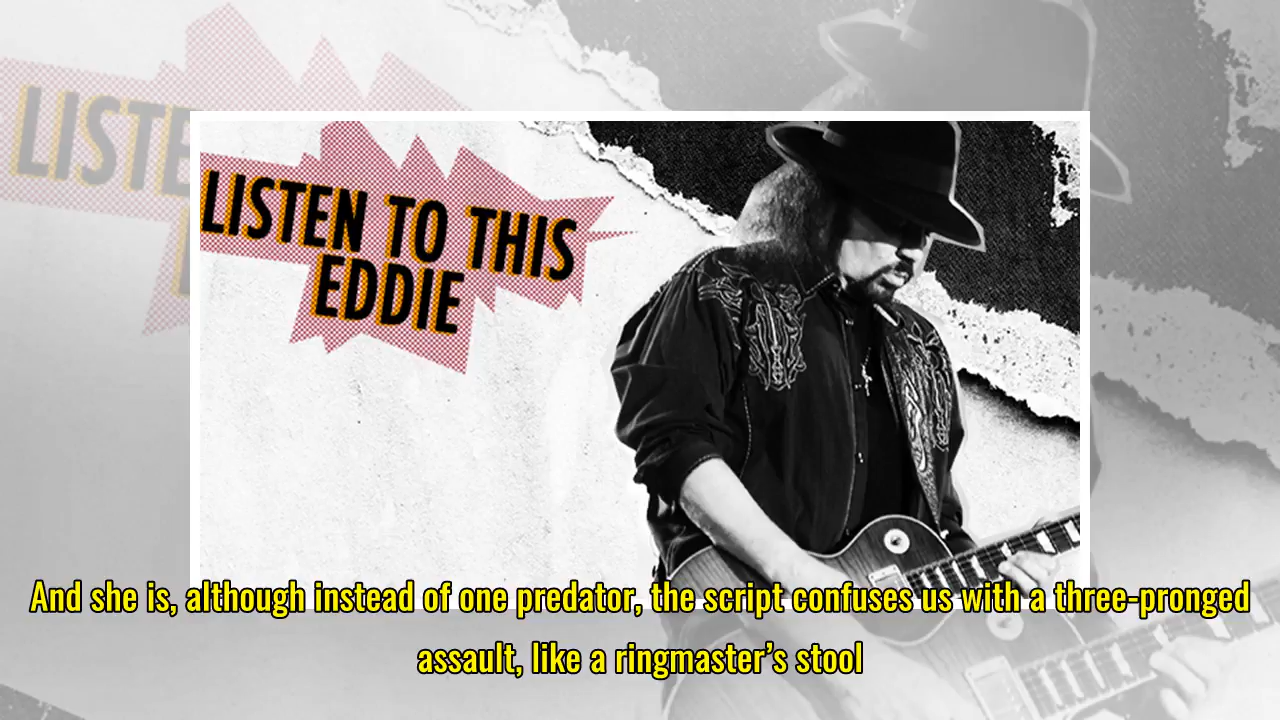 LISTEN TO THIS
EDDIE
LISTE
And she is, although instead of one predator, the script confuses us with a three-pronged
assault, like a ringmaster’s stool